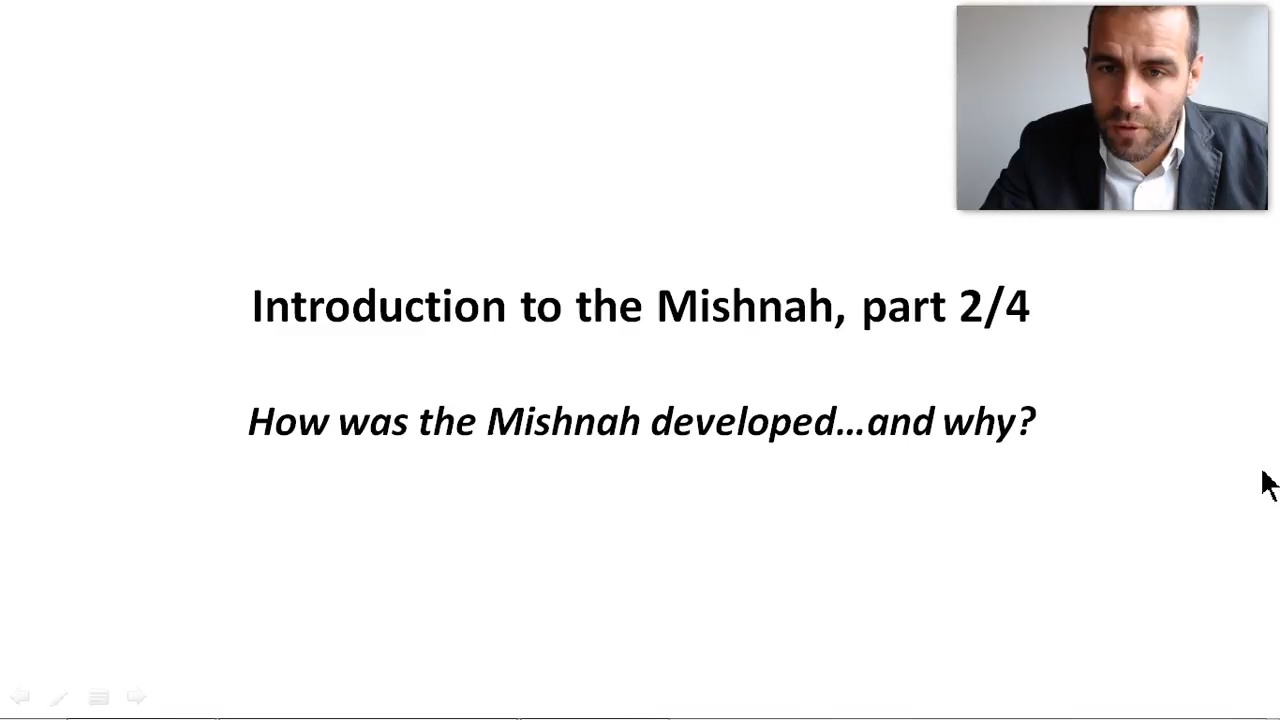 Introduction to the Mishnah, part 2/4
How was the Mishnah developed...and why?